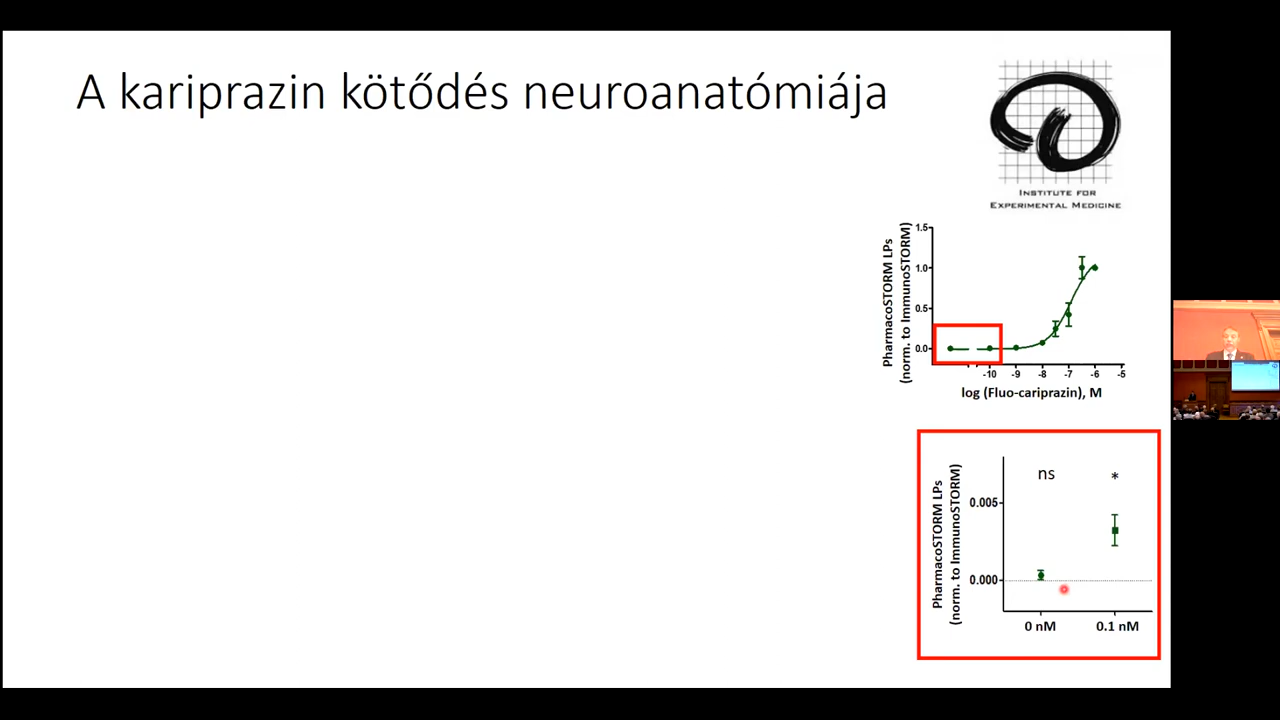 A kariprazin kötődés neuroanatómiája
INSTITUTE FOR
EXPERIMENTAL MEDICINE
PharmacoSTORM LPs
(norm. to ImmunoSTORM)
1.5
1.0
0.5
0.0
-10 -9 -8 -7 -6 -5
log (Fluo-cariprazin), M
PharmacoSTORM LPs
(norm. to ImmunoSTORM)
ns *
0.005
0.000
0 nM 0.1 nM